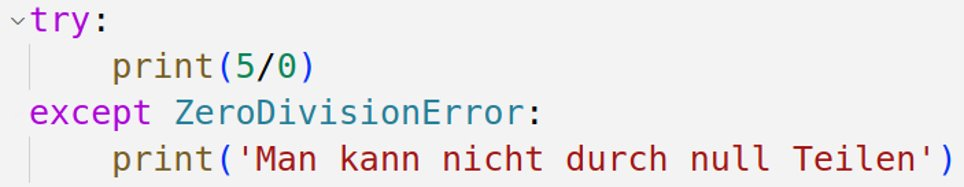 try:
    print(5/0)
except ZeroDivisionError:
    print('Man kann nicht durch null Teilen')